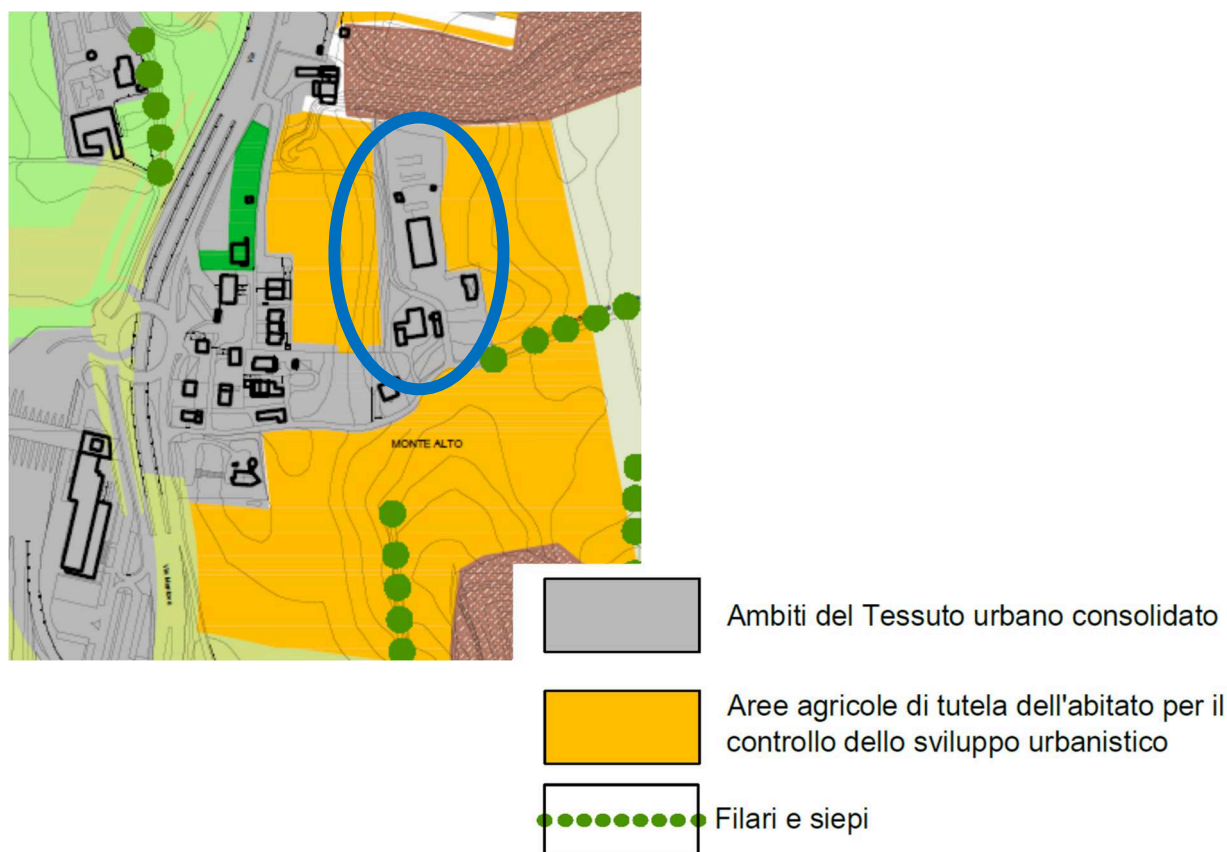 Via
MONTE ALTO
Ambiti del Tessuto urbano consolidato
Aree agricole di tutela dell'abitato per il
controllo dello sviluppo urbanistico
Filari e siepi